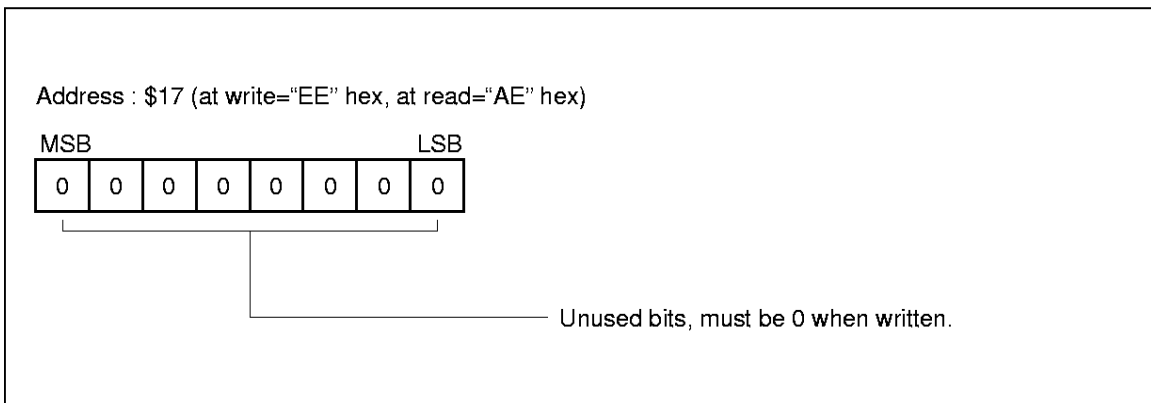 Address : $17 (at write=“EE” hex, at read=“AE” hex)
MSB LSB
0 0 0 0 0 0 0 0
Unused bits, must be 0 when written.